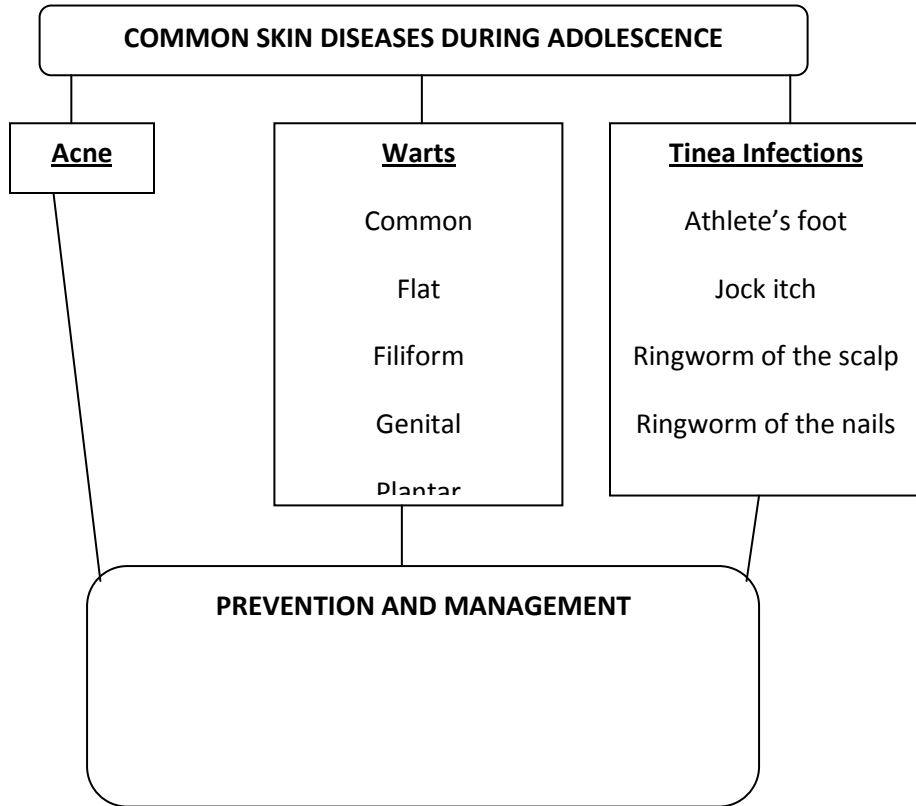 COMMON SKIN DISEASES DURING ADOLESCENCE
Acne
Warts
Common
Flat
Filiform
Genital
Plantar
Tinea Infections
Athlete’s foot
Jock itch
Ringworm of the scalp
Ringworm of the nails
PREVENTION AND MANAGEMENT